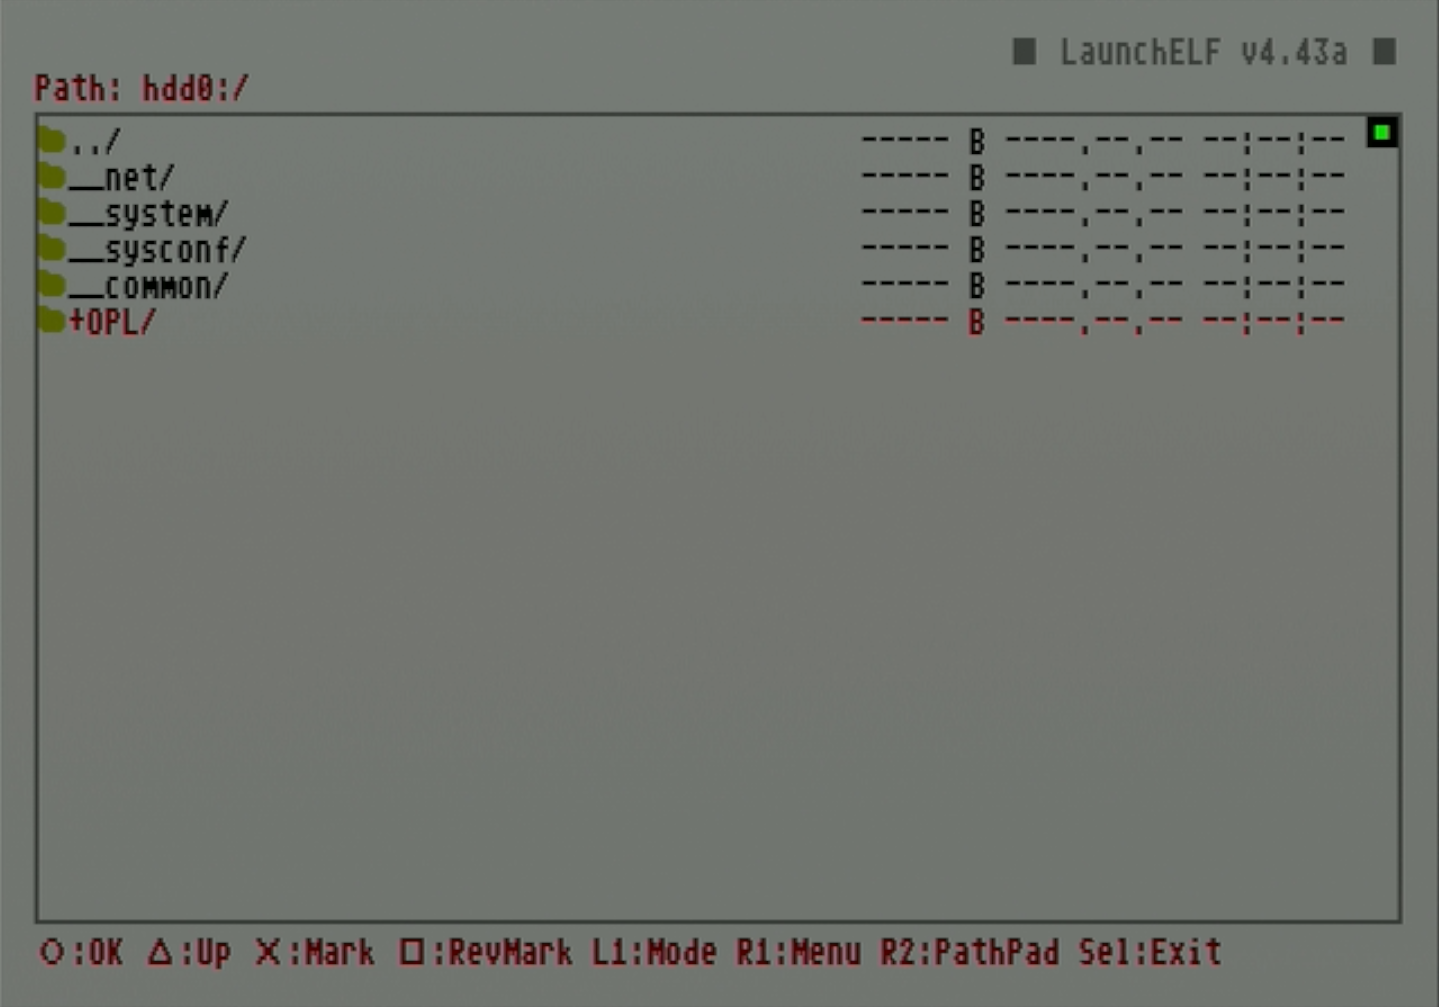 ■ LaunchELF v4.43a ■
Path: hdd0:/
../ ----- B ----.--.-- --:--:--
__net/ ----- B ----.--.-- --:--:--
__system/ ----- B ----.--.-- --:--:--
__sysconf/ ----- B ----.--.-- --:--:--
__common/ ----- B ----.--.-- --:--:--
+OPL/ ----- B ----.--.-- --:--:--
○:OK △:Up ×:Mark □:RevMark L1:Mode R1:Menu R2:PathPad Sel:Exit